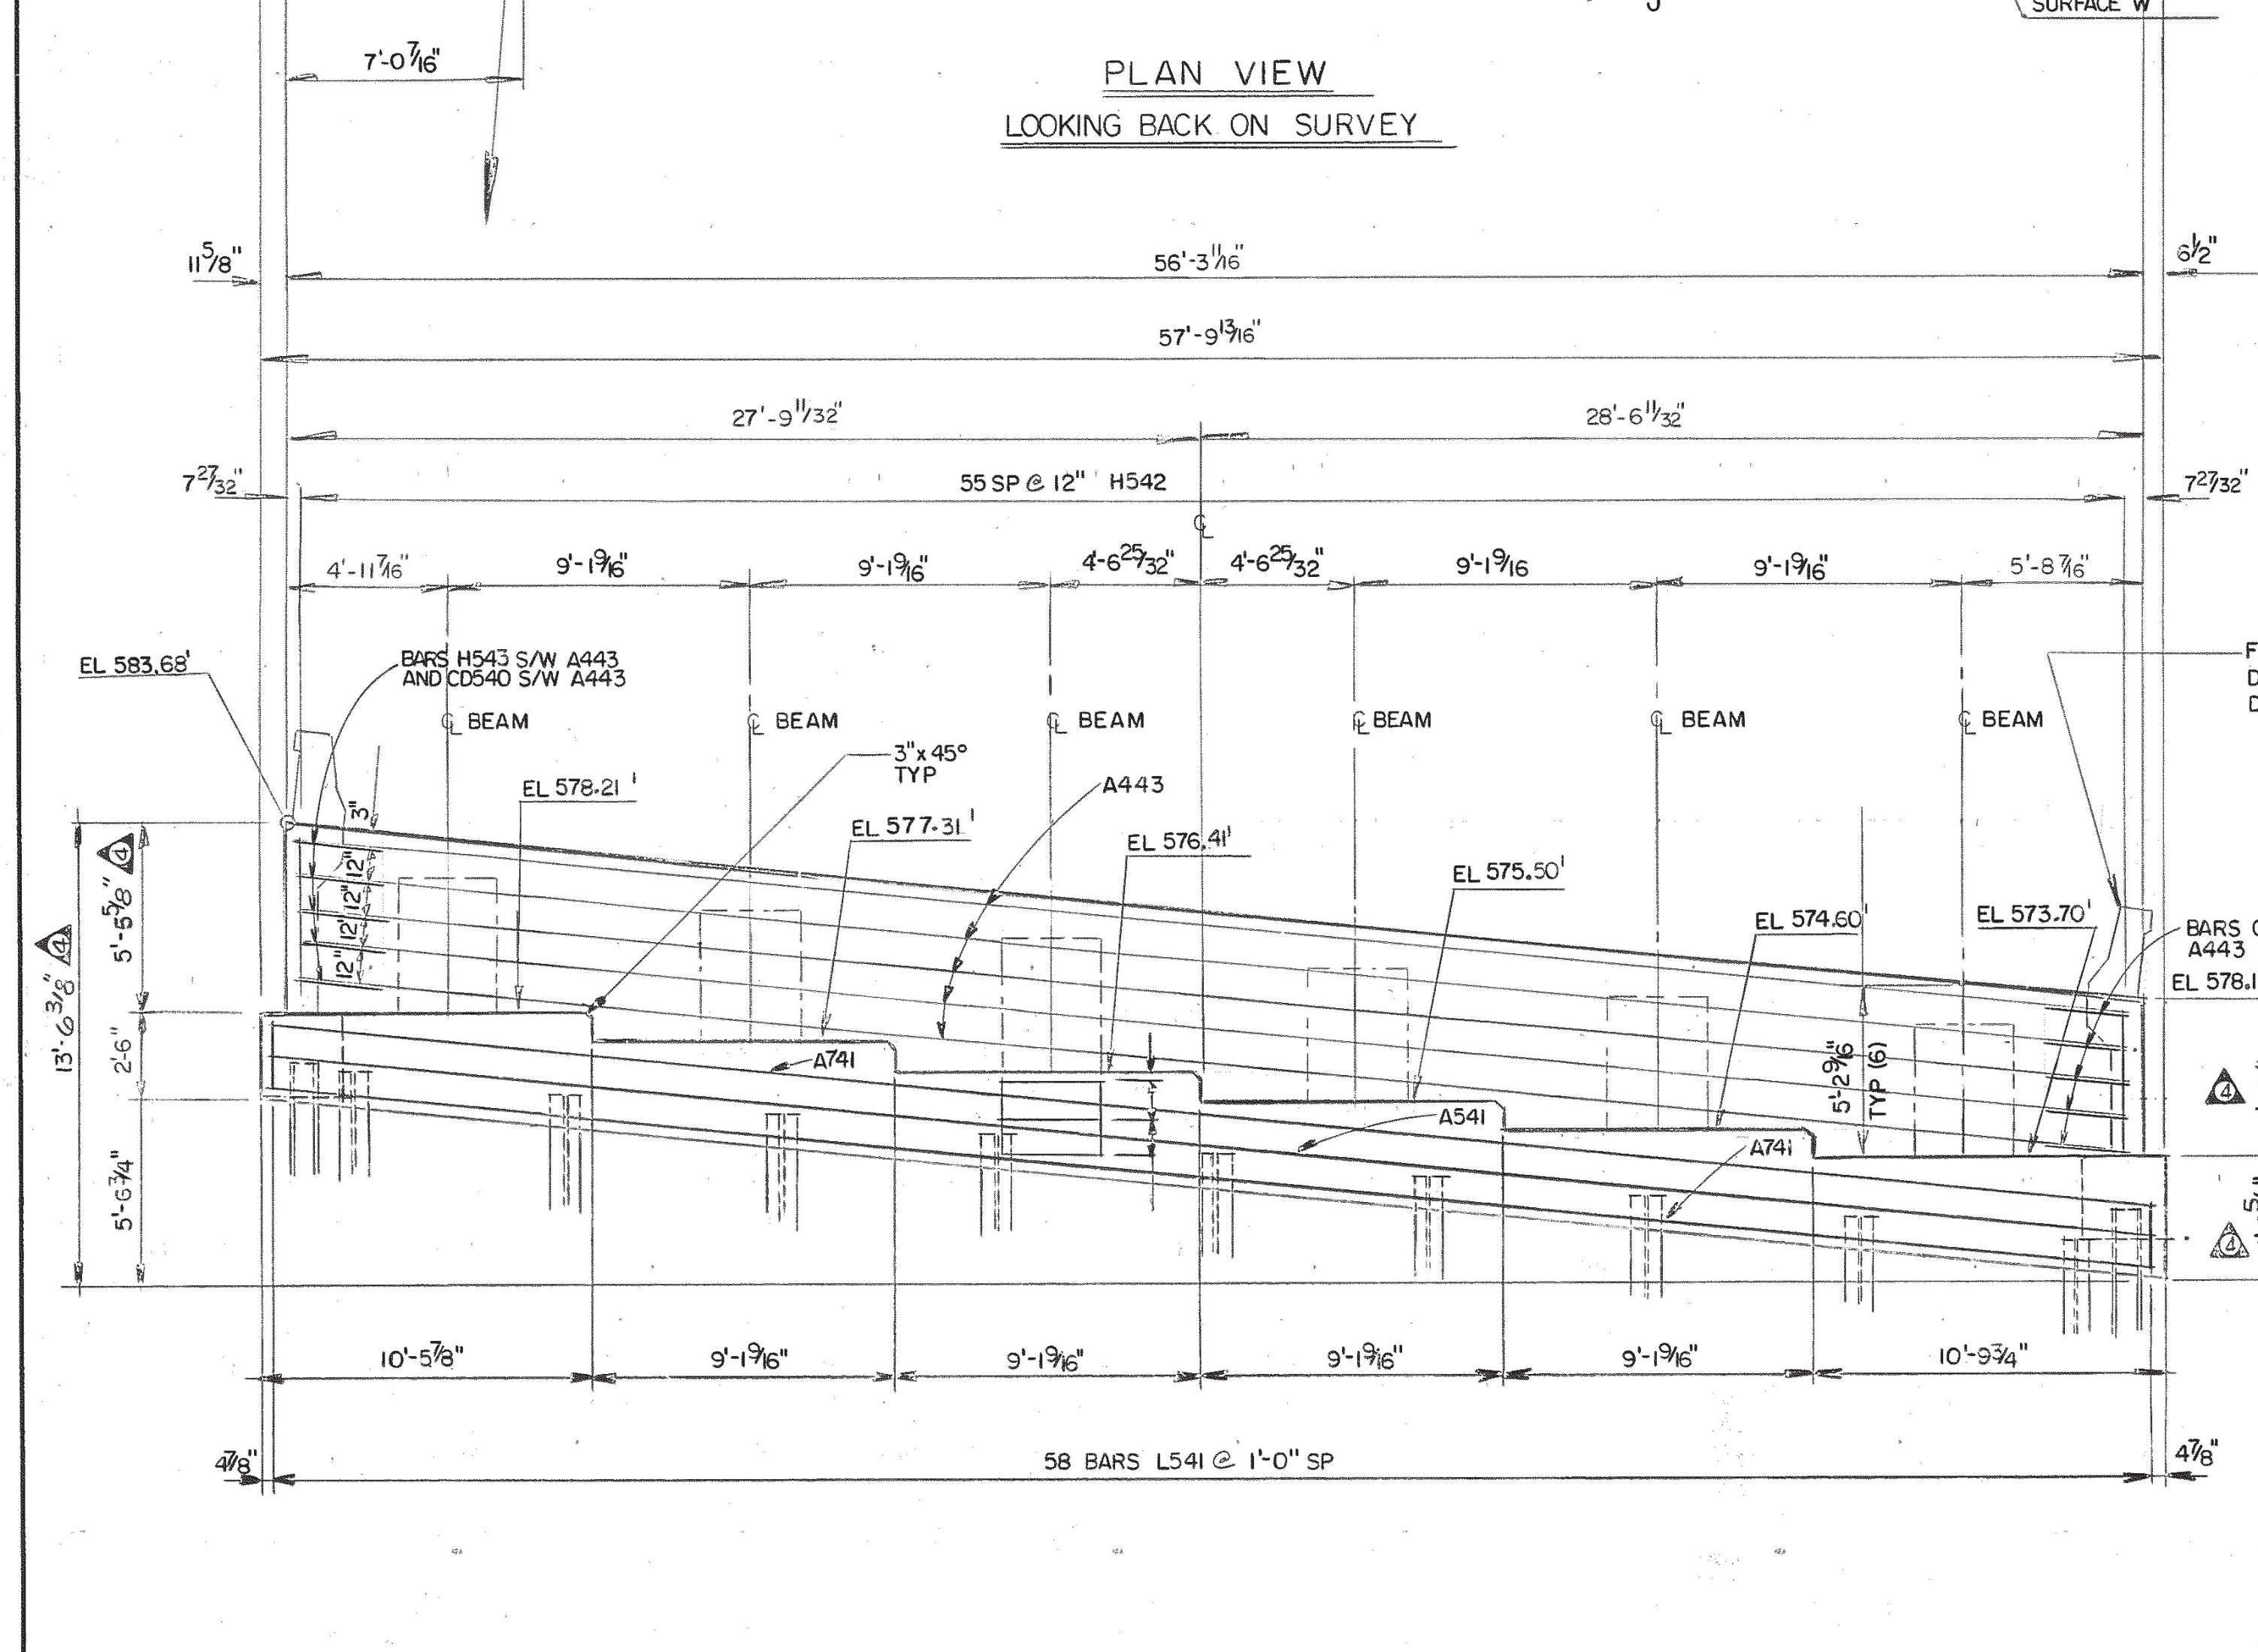 SURFACE W
7'-0 7/16"
PLAN VIEW
LOOKING BACK ON SURVEY
11 5/8"
56'-3 11/16"
6 1/2"
57'-9 13/16"
27'-9 11/32"
28'-6 11/32"
7 27/32"
55 SP @ 12" H542
7 27/32"
℄
4'-11 7/16"
9'-1 9/16"
9'-1 9/16"
4'-6 25/32"
4'-6 25/32"
9'-1 9/16
9'-1 9/16"
5'-8 7/16"
EL 583.68'
BARS H543 S/W A443
AND CD540 S/W A443
F
D
D
℄ BEAM
℄ BEAM
℄ BEAM
℄ BEAM
℄ BEAM
℄ BEAM
3" x 45°
TYP
EL 578.21'
A443
3"
EL 577.31'
EL 576.41'
EL 575.50'
EL 574.60'
EL 573.70'
BARS
A443
EL 578.1
4
5'-5 5/8"
4
13'-6 3/8"
12"
12"
12"
12"
2'-6"
5'-6 3/4"
A741
A541
A741
5'-2 9/16"
TYP (6)
4
4
10'-5 7/8"
9'-1 9/16"
9'-1 9/16"
9'-1 9/16"
9'-1 9/16"
10'-9 3/4"
4 7/8"
58 BARS L541 @ 1'-0" SP
4 7/8"